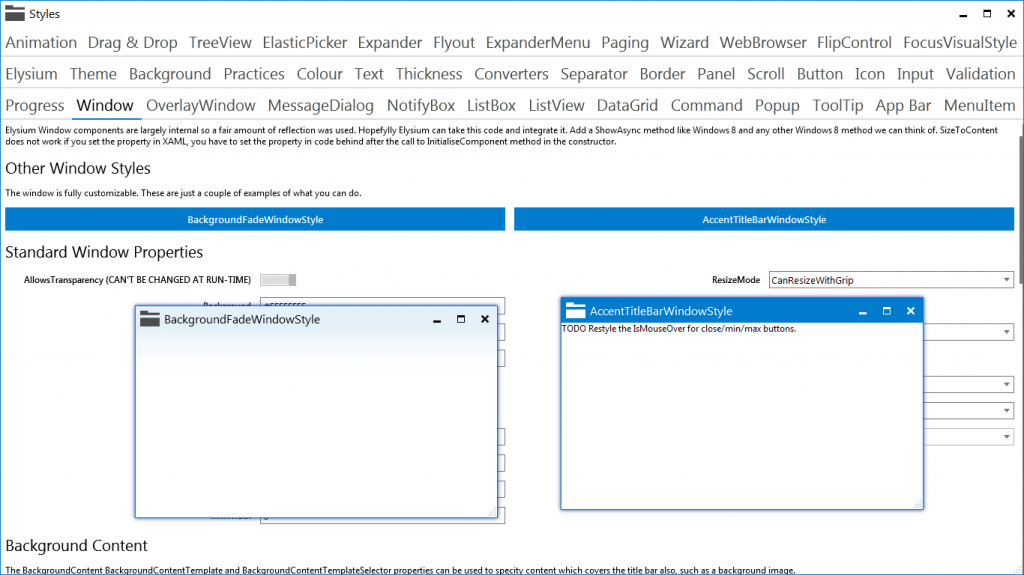 Styles
Animation Drag & Drop TreeView ElasticPicker Expander Flyout ExpanderMenu Paging Wizard WebBrowser FlipControl FocusVisualStyle
Elysium Theme Background Practices Colour Text Thickness Converters Separator Border Panel Scroll Button Icon Input Validation
Progress Window OverlayWindow MessageDialog NotifyBox ListBox ListView DataGrid Command Popup ToolTip App Bar MenuItem
Elysium Window components are largely internal so a fair amount of reflection was used. Hopefylly Elysium can take this code and integrate it. Add a ShowAsync method like Windows 8 and any other Windows 8 method we can think of. SizeToContent
does not work if you set the property in XAML, you have to set the property in code behind after the call to InitialiseComponent method in the constructor.
Other Window Styles
The window is fully customizable. These are just a couple of examples of what you can do.
BackgroundFadeWindowStyle AccentTitleBarWindowStyle
Standard Window Properties
AllowsTransparency (CAN'T BE CHANGED AT RUN-TIME) ResizeMode CanResizeWithGrip
BackgroundFadeWindowStyle
AccentTitleBarWindowStyle
TODO Restyle the IsMouseOver for close/min/max buttons.
Background Content
The BackgroundContent BackgroundContentTemplate and BackgroundContentTemplateSelector properties can be used to specify content which covers the title bar also, such as a background image.